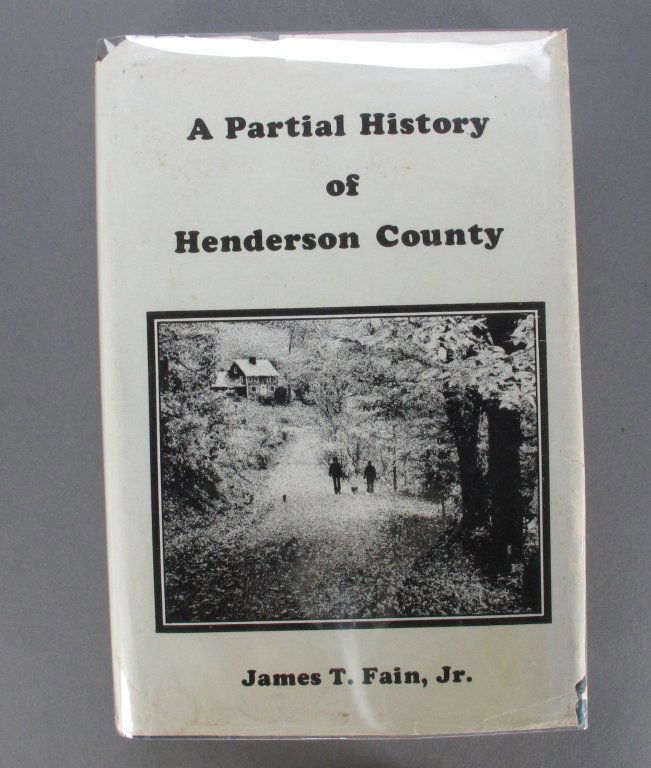 A Partial History
of
Henderson County
James T. Fain, Jr.